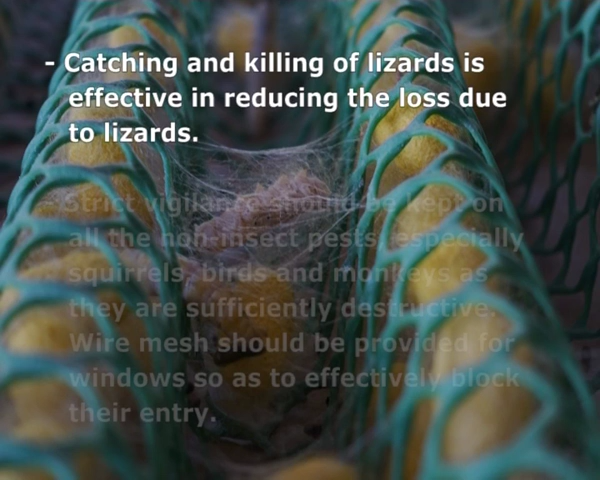 - Catching and killing of lizards is
effective in reducing the loss due
to lizards.
Strict vigilance should be kept on
all the non-insect pests, especially
squirrels, birds and monkeys as
they are sufficiently destructive.
Wire mesh should be provided for
windows so as to effectively block
their entry.